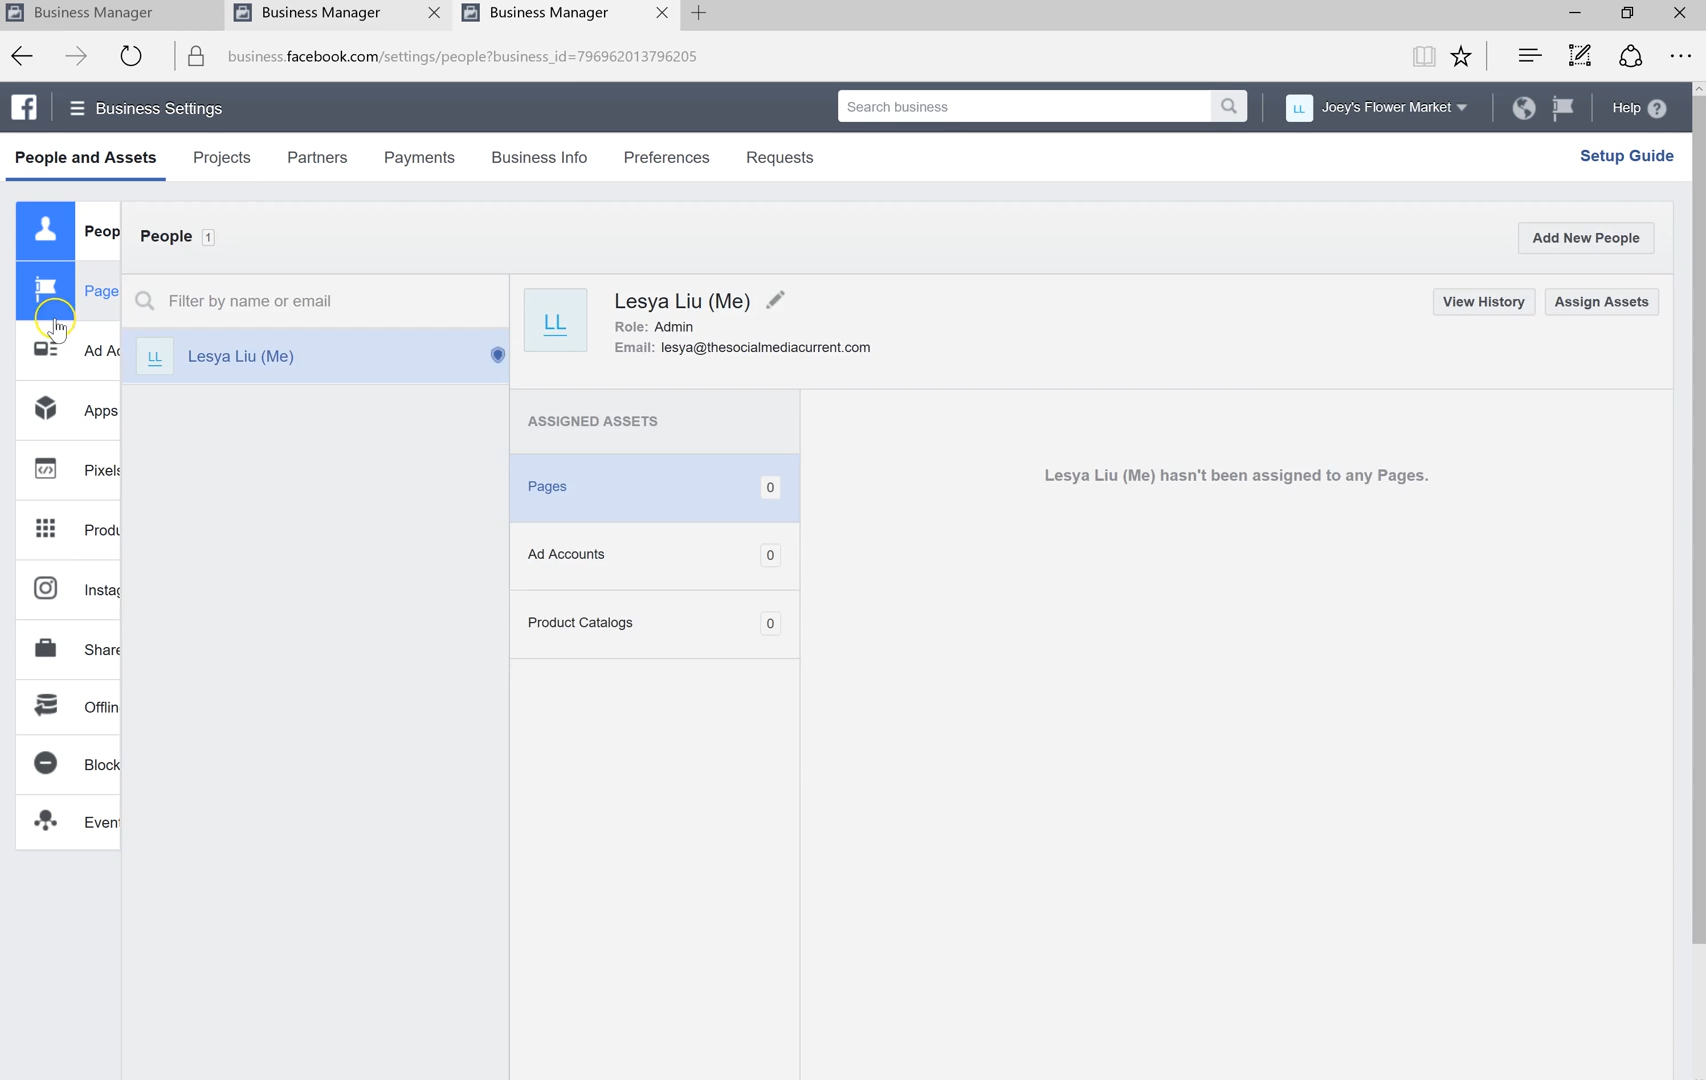 Business Manager
Business Manager
Business Manager
business.facebook.com/settings/people?business_id=796962013796205
Business Settings
Search business
LL
Joey's Flower Market
Help ?
People and Assets
Projects
Partners
Payments
Business Info
Preferences
Requests
Setup Guide
Peop
Page
Ad Ac
Apps
Pixels
Produ
Instag
Share
Offlin
Block
Event
People 1
Add New People
Filter by name or email
LL
Lesya Liu (Me)
LL
Lesya Liu (Me)
Role: Admin
Email: lesya@thesocialmediacurrent.com
View History
Assign Assets
ASSIGNED ASSETS
Pages 0
Ad Accounts 0
Product Catalogs 0
Lesya Liu (Me) hasn't been assigned to any Pages.